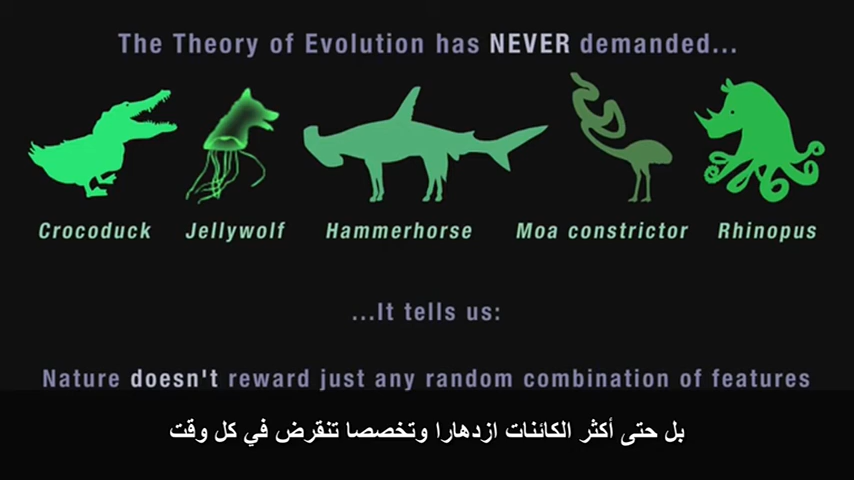 The Theory of Evolution has NEVER demanded...
Crocoduck Jellywolf Hammerhorse Moa constrictor Rhinopus
...It tells us:
Nature doesn't reward just any random combination of features
بل حتى أكثر الكائنات ازدهارا وتخصصا تنقرض في كل وقت